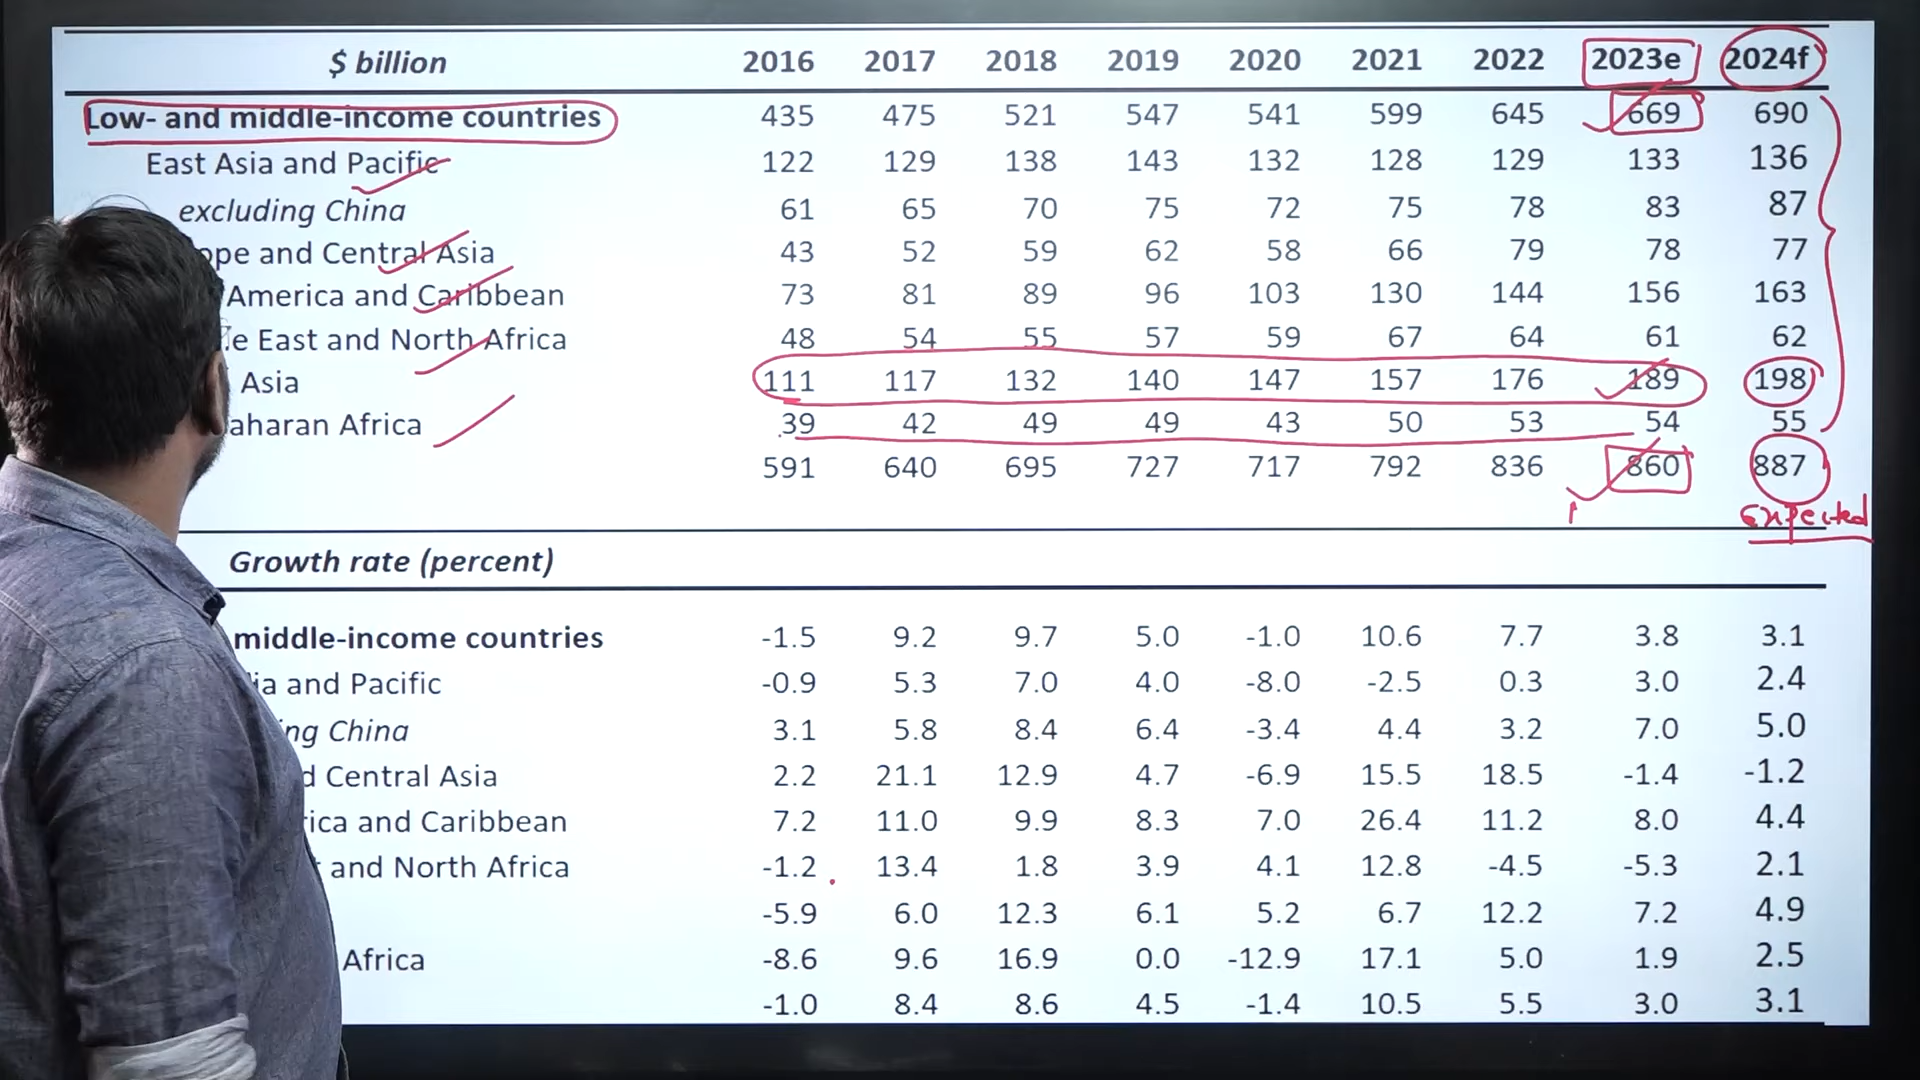 $ billion 2016 2017 2018 2019 2020 2021 2022 2023e 2024f
Low- and middle-income countries 435 475 521 547 541 599 645 669 690
East Asia and Pacific 122 129 138 143 132 128 129 133 136
excluding China 61 65 70 75 72 75 78 83 87
ope and Central Asia 43 52 59 62 58 66 79 78 77
America and Caribbean 73 81 89 96 103 130 144 156 163
e East and North Africa 48 54 55 57 59 67 64 61 62
Asia 111 117 132 140 147 157 176 189 198
aharan Africa 39 42 49 49 43 50 53 54 55
591 640 695 727 717 792 836 860 887
Expected
Growth rate (percent)
middle-income countries -1.5 9.2 9.7 5.0 -1.0 10.6 7.7 3.8 3.1
ia and Pacific -0.9 5.3 7.0 4.0 -8.0 -2.5 0.3 3.0 2.4
ng China 3.1 5.8 8.4 6.4 -3.4 4.4 3.2 7.0 5.0
d Central Asia 2.2 21.1 12.9 4.7 -6.9 15.5 18.5 -1.4 -1.2
ica and Caribbean 7.2 11.0 9.9 8.3 7.0 26.4 11.2 8.0 4.4
and North Africa -1.2 13.4 1.8 3.9 4.1 12.8 -4.5 -5.3 2.1
-5.9 6.0 12.3 6.1 5.2 6.7 12.2 7.2 4.9
Africa -8.6 9.6 16.9 0.0 -12.9 17.1 5.0 1.9 2.5
-1.0 8.4 8.6 4.5 -1.4 10.5 5.5 3.0 3.1